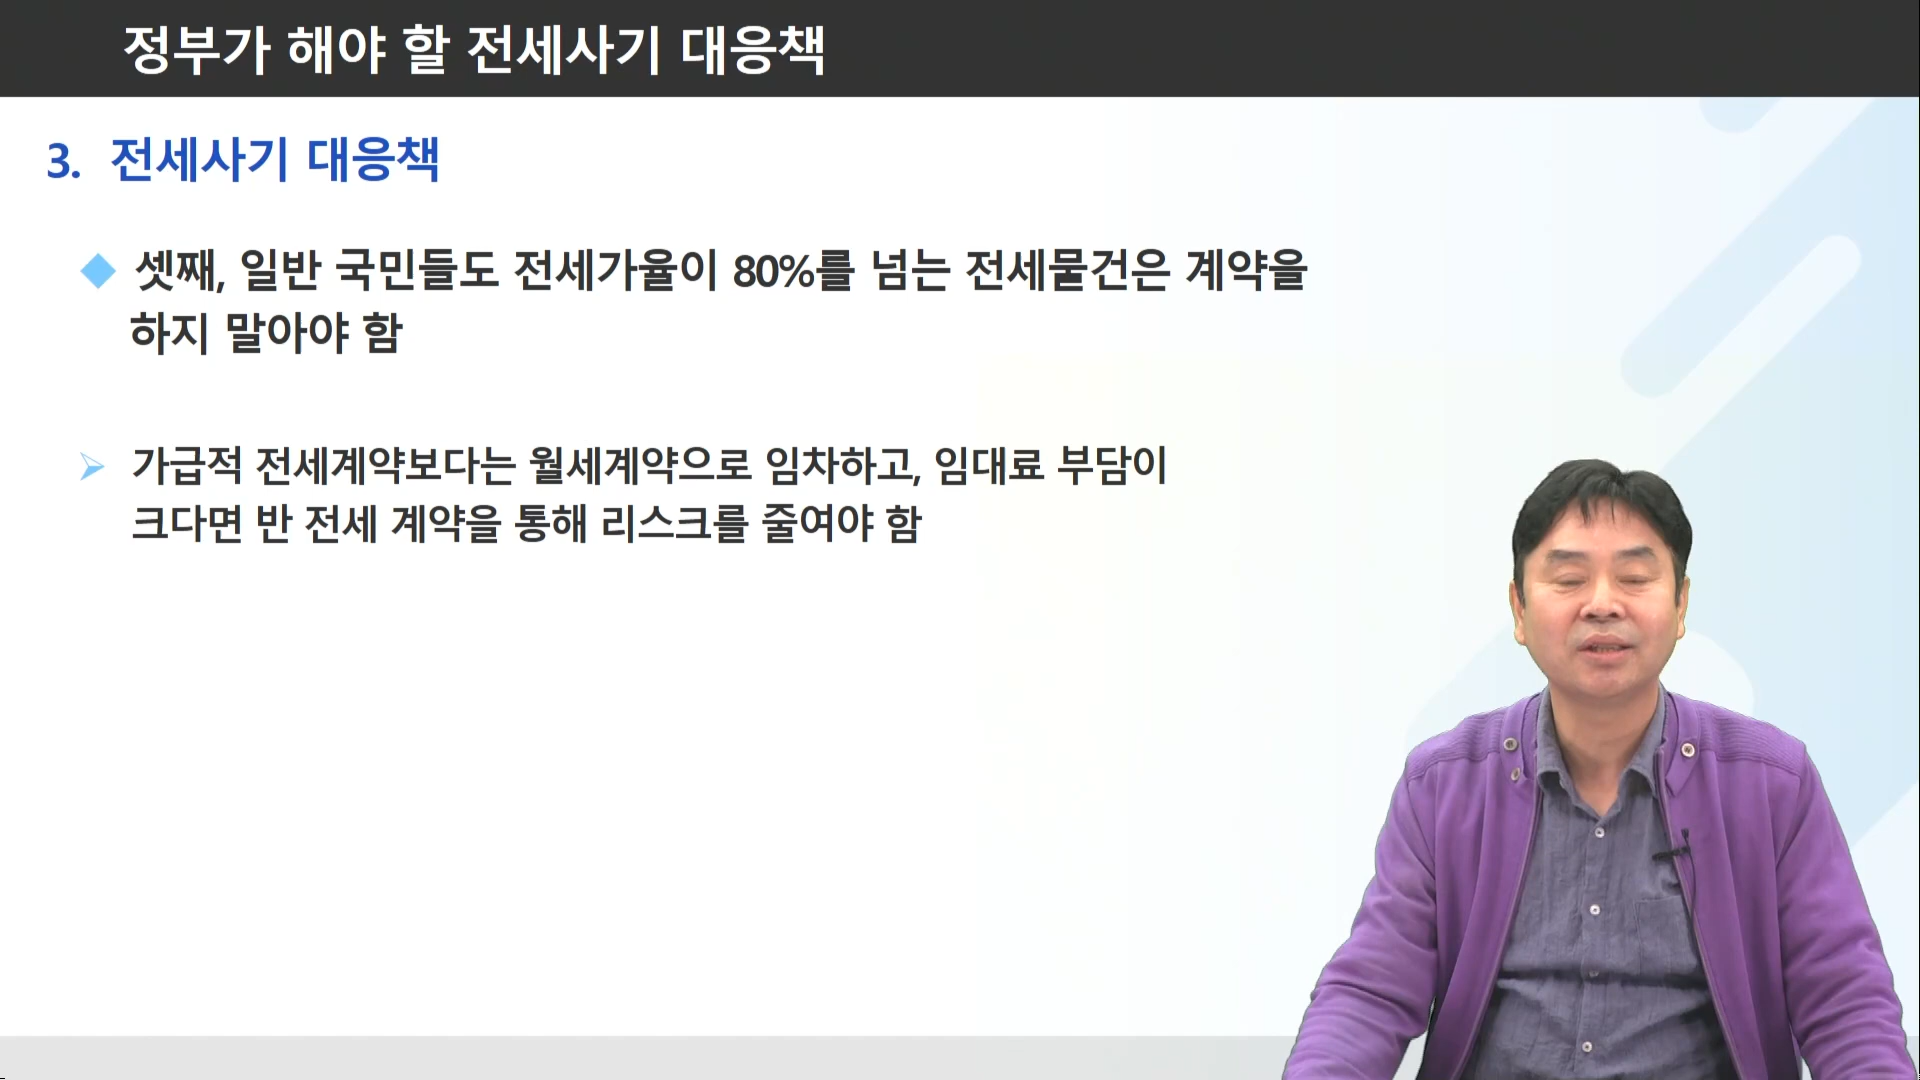 정부가 해야 할 전세사기 대응책
3. 전세사기 대응책
셋째, 일반 국민들도 전세가율이 80%를 넘는 전세물건은 계약을
하지 말아야 함
가급적 전세계약보다는 월세계약으로 임차하고, 임대료 부담이
크다면 반 전세 계약을 통해 리스크를 줄여야 함